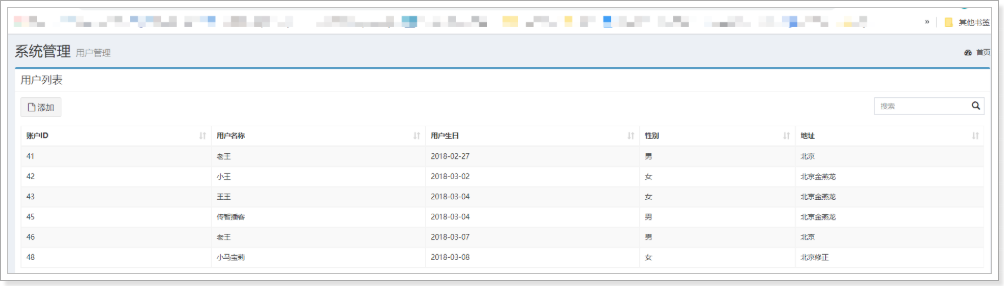 » 其他书签
系统管理 用户管理 首页
用户列表
添加 搜索
账户ID 用户名称 用户生日 性别 地址
41 老王 2018-02-27 男 北京
42 小王 2018-03-02 女 北京金燕龙
43 王王 2018-03-04 女 北京金燕龙
45 传智播客 2018-03-04 男 北京金燕龙
46 老王 2018-03-07 男 北京
48 小马宝莉 2018-03-08 女 北京修正